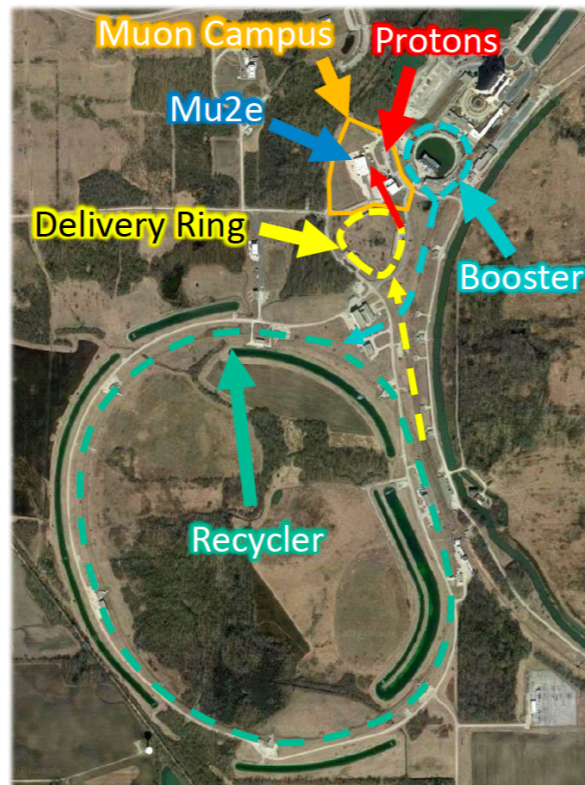 Muon Campus
Protons
Mu2e
Delivery Ring
Booster
Recycler